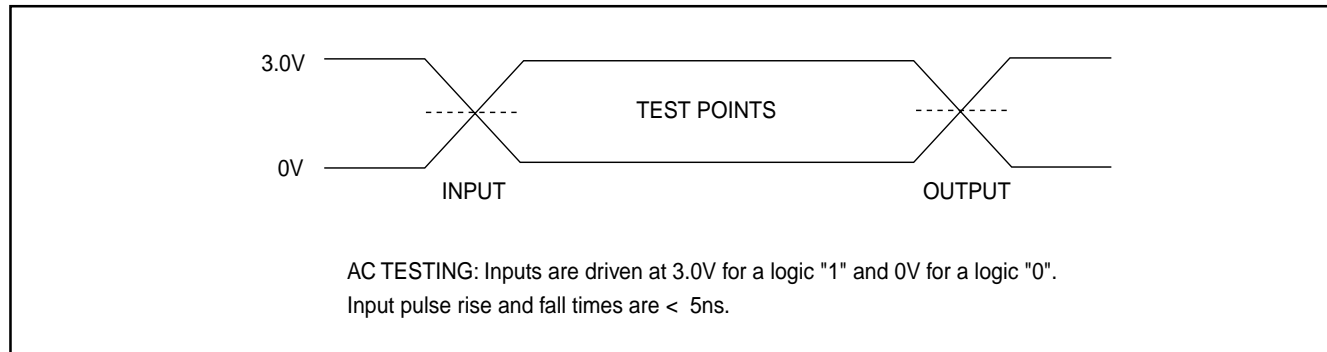 3.0V
TEST POINTS
0V
INPUT
OUTPUT
AC TESTING: Inputs are driven at 3.0V for a logic "1" and 0V for a logic "0".
Input pulse rise and fall times are < 5ns.